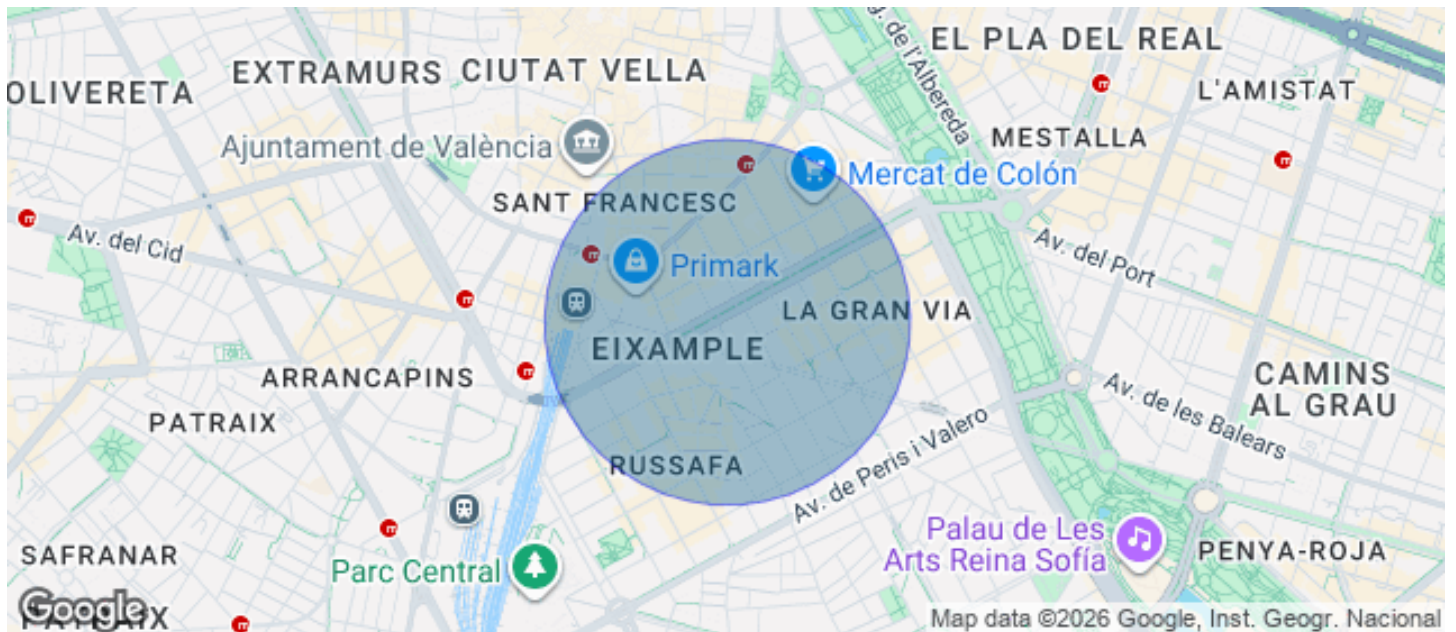 Av. de l'Albereda
EL PLA DEL REAL
EXTRAMURS
CIUTAT VELLA
OLIVERETA
L'AMISTAT
MESTALLA
Ajuntament de València
Mercat de Colón
SANT FRANCESC
Av. del Cid
Av. del Port
Primark
LA GRAN VIA
EIXAMPLE
ARRANCAPINS
CAMINS
AL GRAU
Av. de les Balears
PATRAIX
Av. de Peris i Valero
RUSSAFA
Palau de Les
Arts Reina Sofía
PENYA-ROJA
SAFRANAR
Parc Central
Google
PATRAIX
Map data ©2026 Google, Inst. Geogr. Nacional